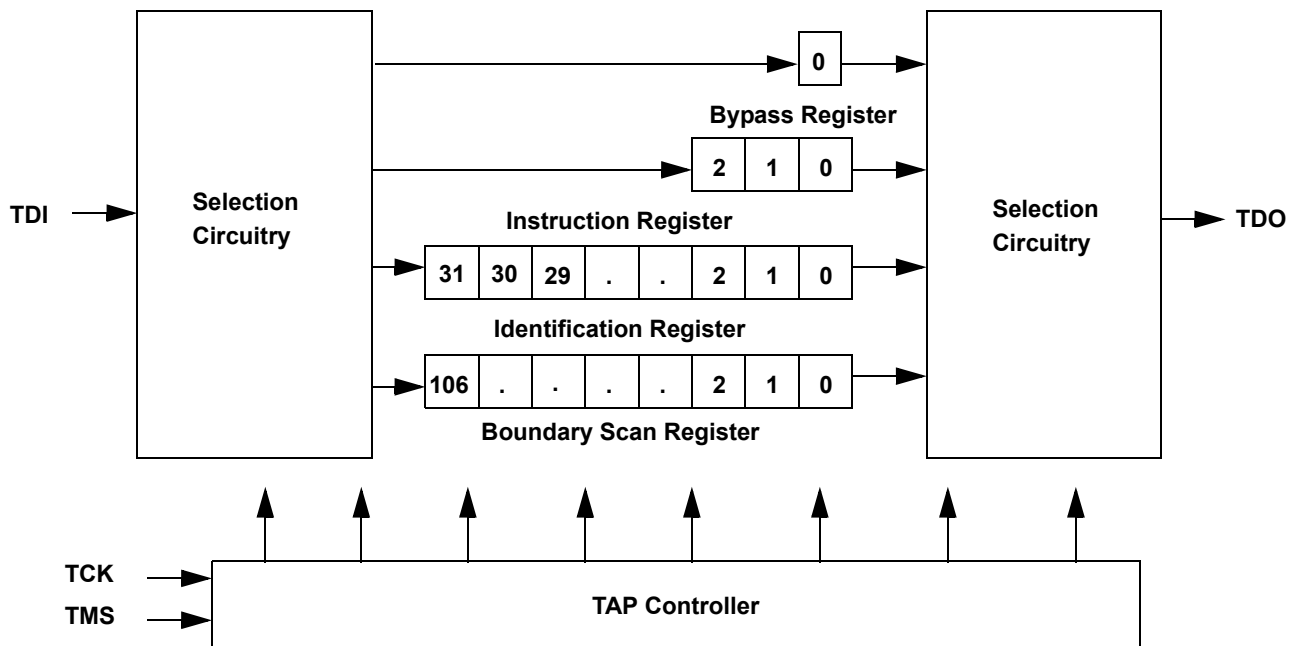 0
Bypass Register
2 1 0
Selection
Circuitry
TDI
Selection
Circuitry
TDO
Instruction Register
31 30 29 . . 2 1 0
Identification Register
106 . . . . 2 1 0
Boundary Scan Register
TCK
TMS
TAP Controller